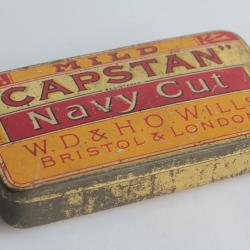 MILD
"CAPSTAN"
Navy Cut
W.D & H.O. WILLS
BRISTOL & LONDON